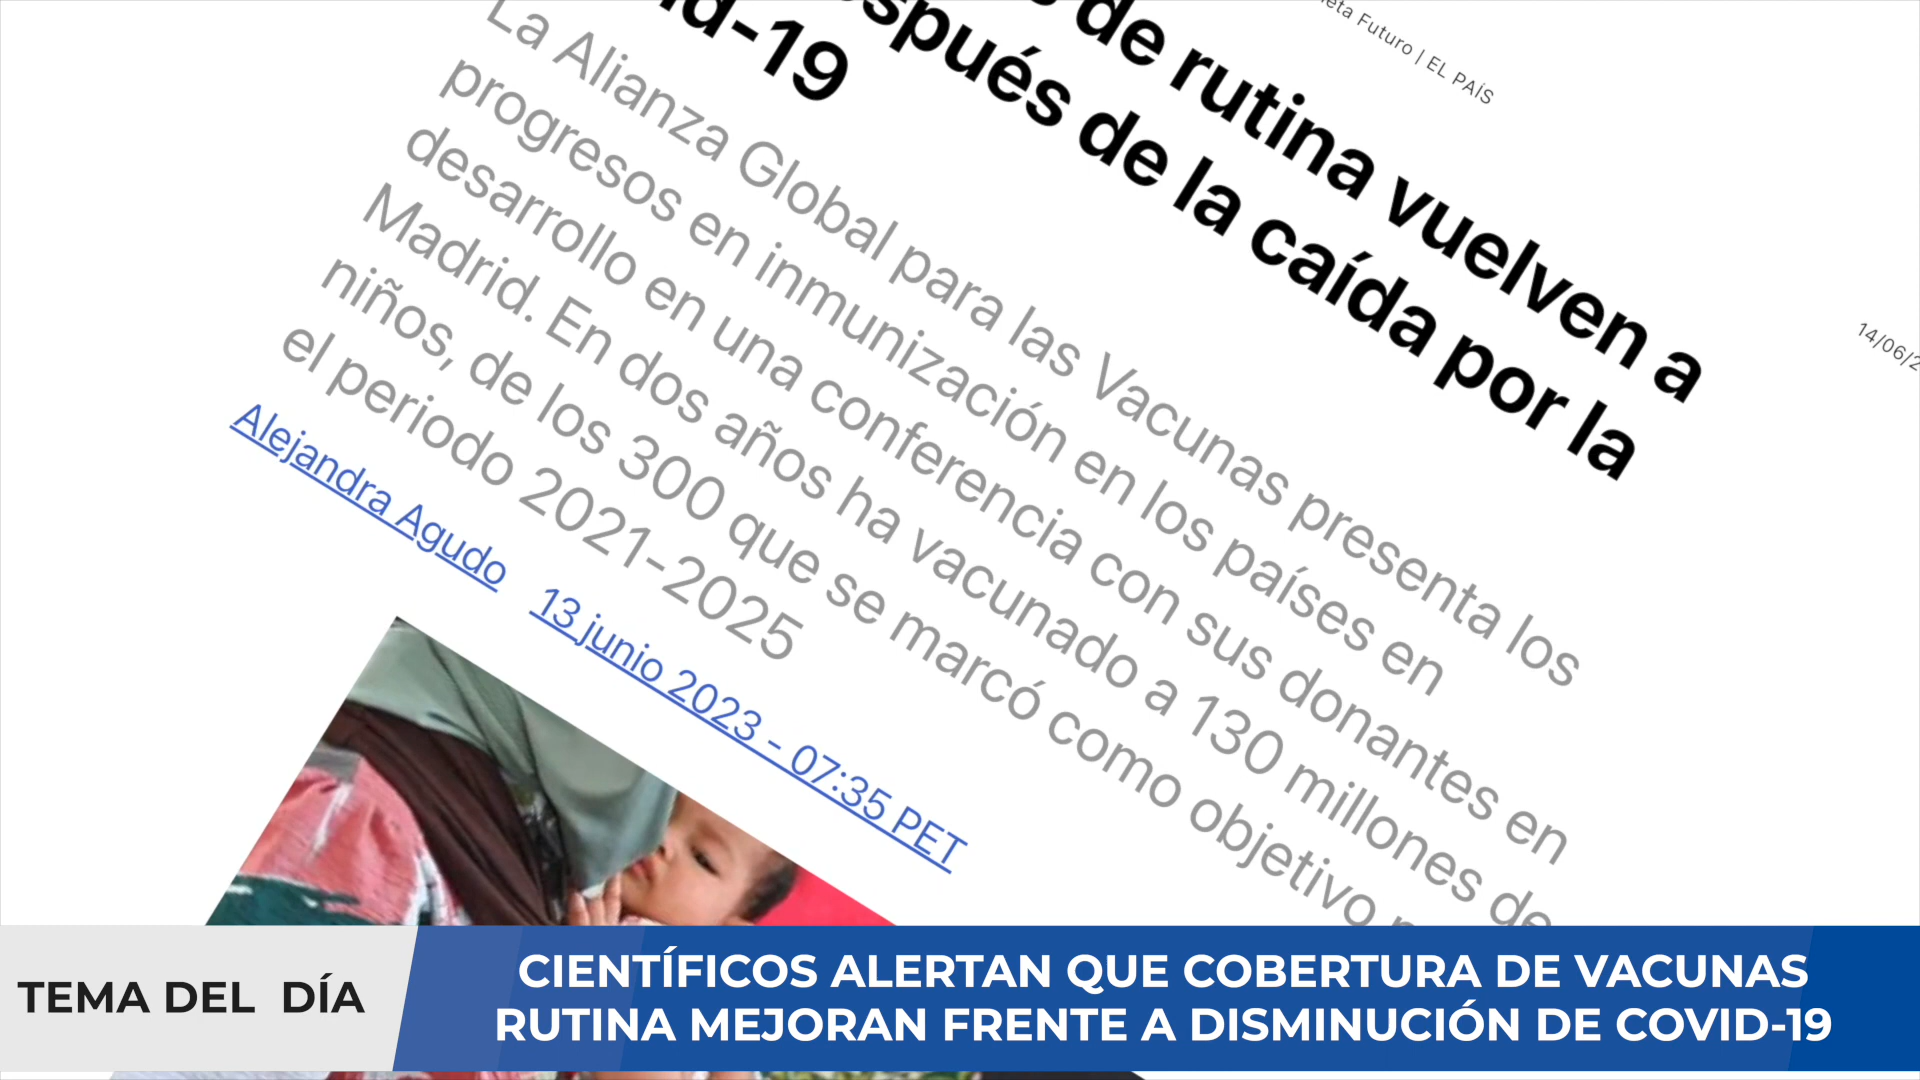 Futuro | EL PAÍS
14/06/2
de rutina vuelven a
después de la caída por la
id-19
La Alianza Global para las Vacunas presenta los
progresos en inmunización en los países en
desarrollo en una conferencia con sus donantes en
Madrid. En dos años ha vacunado a 130 millones de
niños, de los 300 que se marcó como objetivo
el periodo 2021-2025
Alejandra Agudo 13 junio 2023 - 07:35 PET
TEMA DEL DÍA
CIENTÍFICOS ALERTAN QUE COBERTURA DE VACUNAS
RUTINA MEJORAN FRENTE A DISMINUCIÓN DE COVID-19